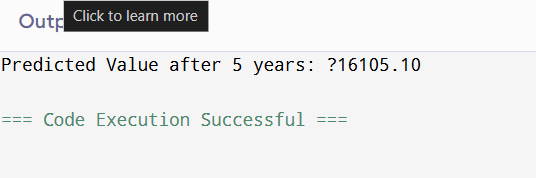 Click to learn more
Outp
Predicted Value after 5 years: ?16105.10
=== Code Execution Successful ===